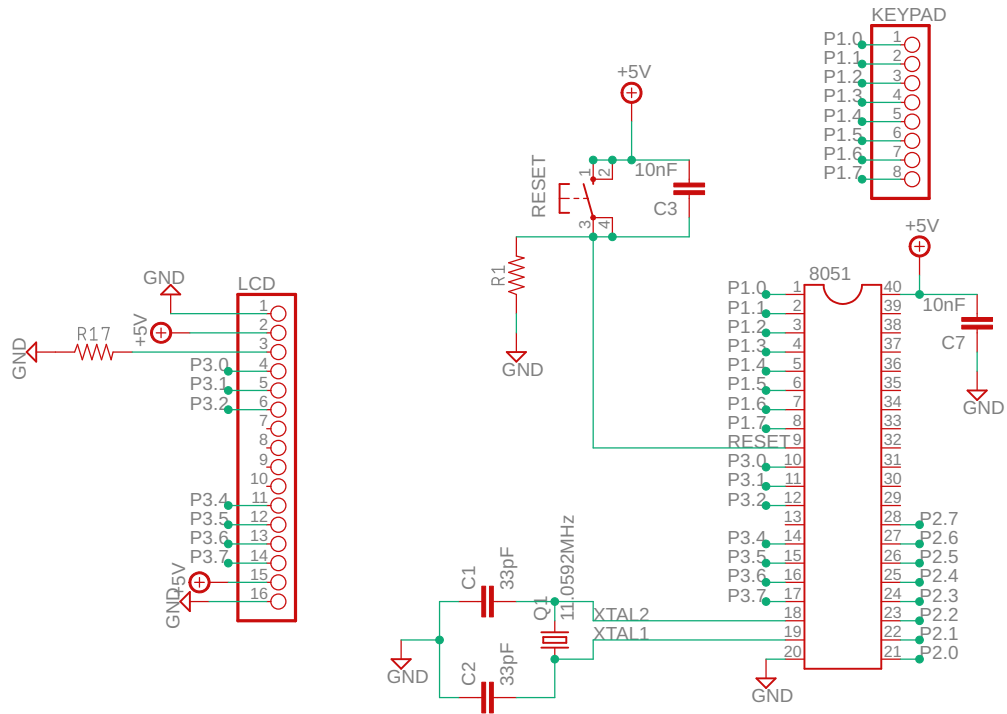 KEYPAD
P1.0 1
P1.1 2
P1.2 3
P1.3 4
P1.4 5
P1.5 6
P1.6 7
P1.7 8
+5V
RESET
1
2
3
4
10nF
C3
R1
GND
GND
LCD
+5V
R17
GND
1
2
3
P3.0 4
P3.1 5
P3.2 6
7
8
9
10
P3.4 11
P3.5 12
P3.6 13
P3.7 14
+5V 15
GND 16
+5V
10nF
C7
GND
8051
P1.0 1
P1.1 2
P1.2 3
P1.3 4
P1.4 5
P1.5 6
P1.6 7
P1.7 8
RESET 9
P3.0 10
P3.1 11
P3.2 12
13
P3.4 14
P3.5 15
P3.6 16
P3.7 17
XTAL2 18
XTAL1 19
20
GND
40
39
38
37
36
35
34
33
32
31
30
29
28 P2.7
27 P2.6
26 P2.5
25 P2.4
24 P2.3
23 P2.2
22 P2.1
21 P2.0
C1
33pF
Q1
11.0592MHz
C2
33pF
GND